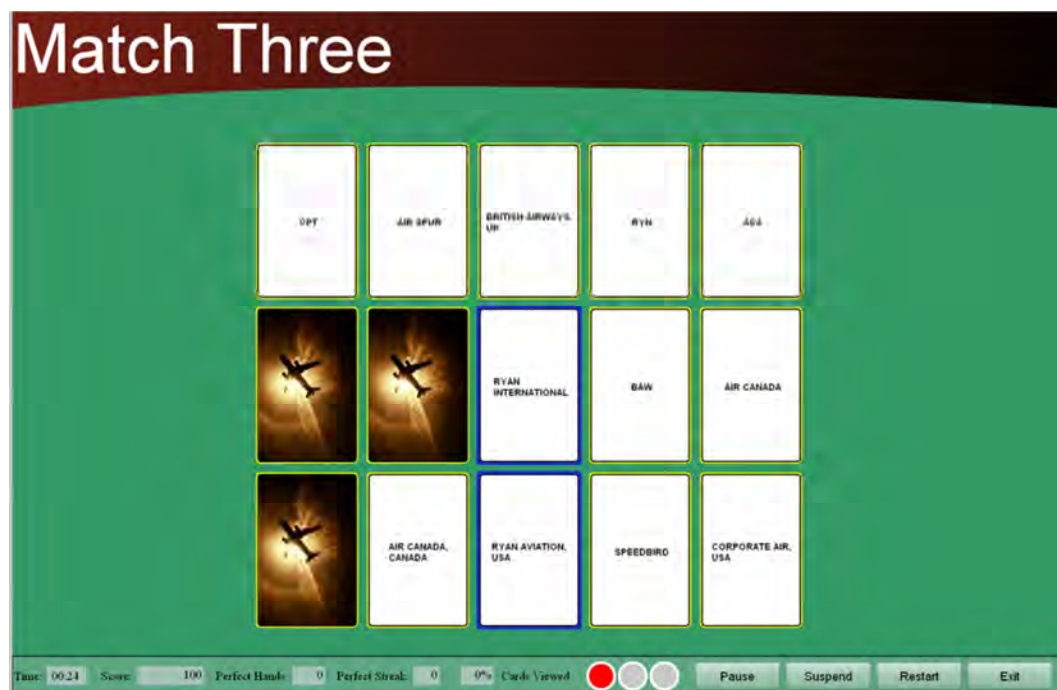 Match Three
AIR SPUR
BRITISH AIRWAYS,
UK
RYN
RYAN
INTERNATIONAL
BAW
AIR CANADA
AIR CANADA,
CANADA
RYAN AVIATION,
USA
SPEEDBIRD
CORPORATE AIR,
USA
Time: 00:24 Score: 100 Perfect Hands 0 Perfect Streak: 0 0% Cards Viewed Pause Suspend Restart Exit